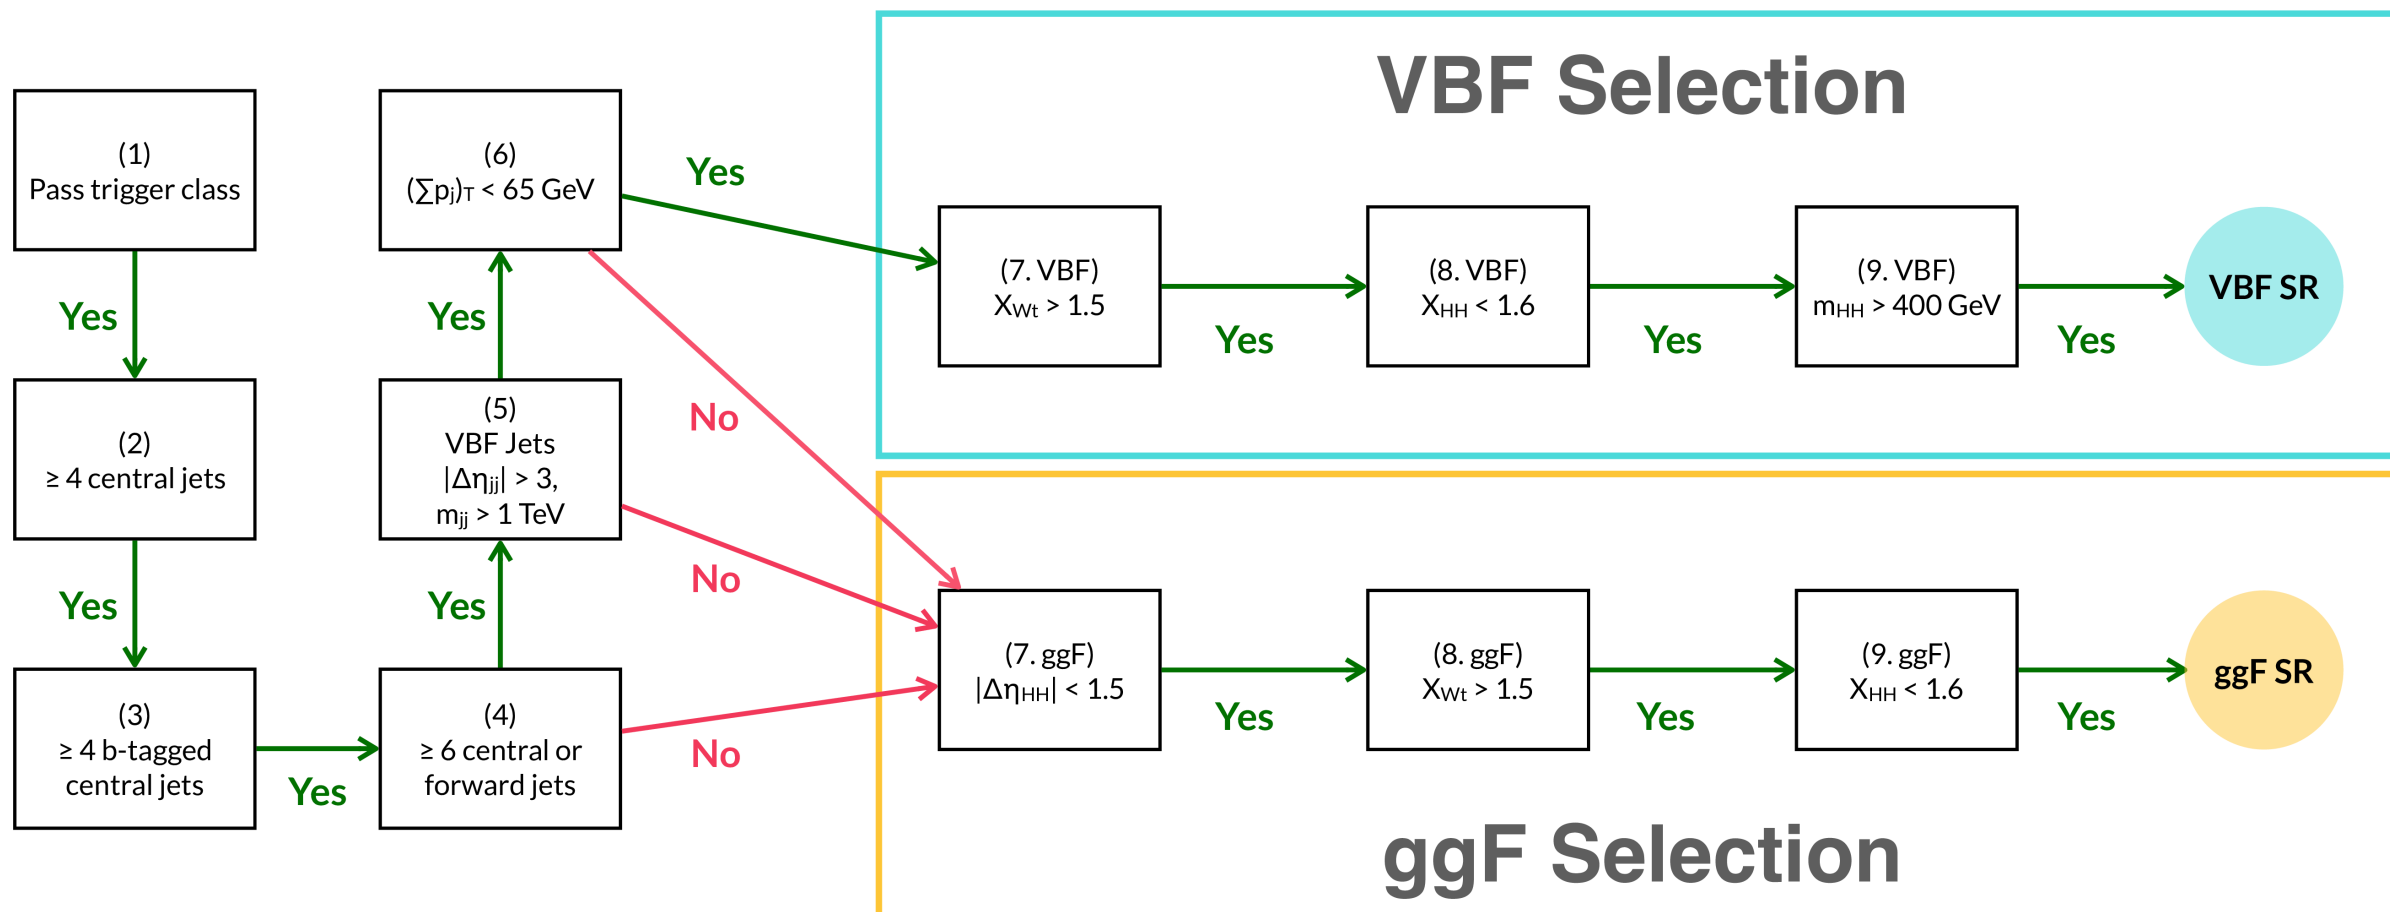 VBF Selection
(1)
Pass trigger class
Yes
(2)
≥ 4 central jets
Yes
(3)
≥ 4 b-tagged
central jets
Yes
(4)
≥ 6 central or
forward jets
Yes
No
(5)
VBF Jets
|Δηjj| > 3,
mjj > 1 TeV
Yes
No
(6)
(∑pj)T < 65 GeV
Yes
No
(7. VBF)
XWt > 1.5
Yes
(8. VBF)
XHH < 1.6
Yes
(9. VBF)
mHH > 400 GeV
Yes
VBF SR
(7. ggF)
|ΔηHH| < 1.5
Yes
(8. ggF)
XWt > 1.5
Yes
(9. ggF)
XHH < 1.6
Yes
ggF SR
ggF Selection